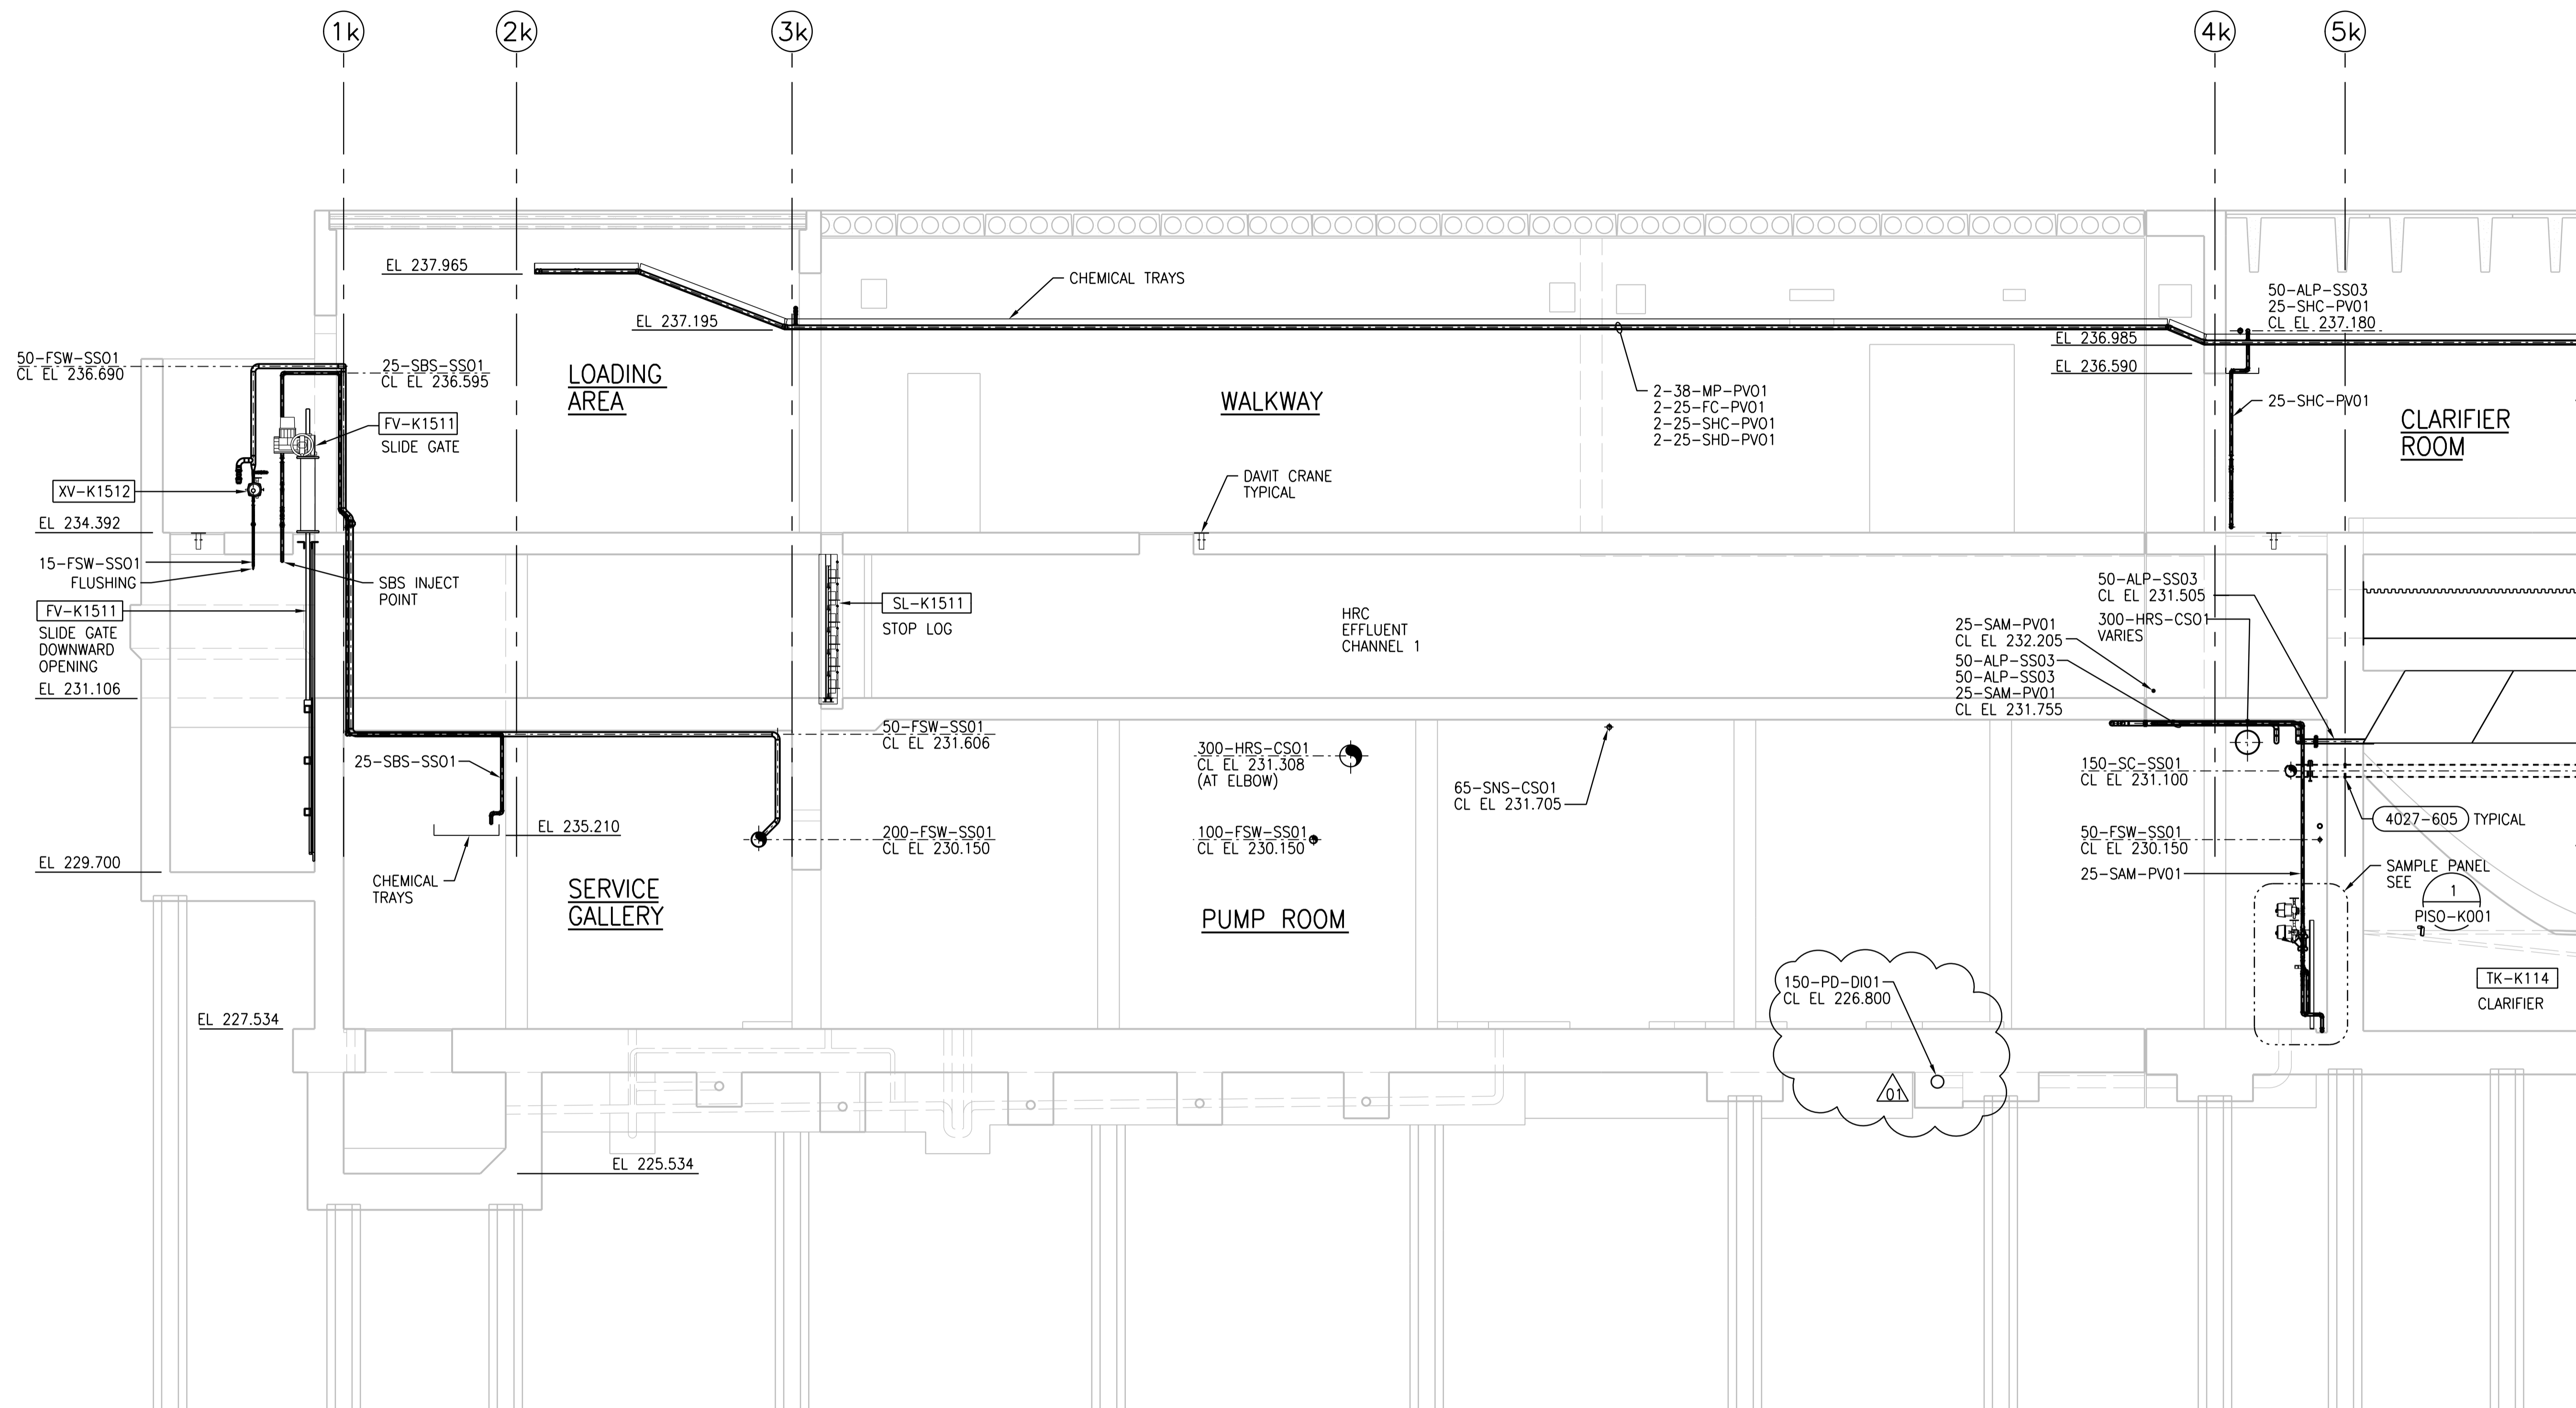 1k
2k
3k
4k
5k
EL 237.965
EL 237.195
CHEMICAL TRAYS
50-ALP-SS03
25-SHC-PV01
CL EL 237.180
EL 236.985
EL 236.590
50-FSW-SS01
CL EL 236.690
25-SBS-SS01
CL EL 236.595
LOADING
AREA
WALKWAY
2-38-MP-PV01
2-25-FC-PV01
2-25-SHC-PV01
2-25-SHD-PV01
25-SHC-PV01
CLARIFIER
ROOM
FV-K1511
SLIDE GATE
XV-K1512
DAVIT CRANE
TYPICAL
EL 234.392
15-FSW-SS01
FLUSHING
SBS INJECT
POINT
FV-K1511
SLIDE GATE
DOWNWARD
OPENING
EL 231.106
SL-K1511
STOP LOG
HRC
EFFLUENT
CHANNEL 1
50-ALP-SS03
CL EL 231.505
25-SAM-PV01
CL EL 232.205
300-HRS-CS01
VARIES
50-ALP-SS03
50-ALP-SS03
25-SAM-PV01
CL EL 231.755
50-FSW-SS01
CL EL 231.606
25-SBS-SS01
300-HRS-CS01
CL EL 231.308
(AT ELBOW)
65-SNS-CS01
CL EL 231.705
150-SC-SS01
CL EL 231.100
4027-605
TYPICAL
EL 235.210
200-FSW-SS01
CL EL 230.150
100-FSW-SS01
CL EL 230.150
50-FSW-SS01
CL EL 230.150
EL 229.700
CHEMICAL
TRAYS
SERVICE
GALLERY
PUMP ROOM
25-SAM-PV01
SAMPLE PANEL
SEE
1
PISO-K001
150-PD-DI01
CL EL 226.800
TK-K114
CLARIFIER
EL 227.534
01
EL 225.534